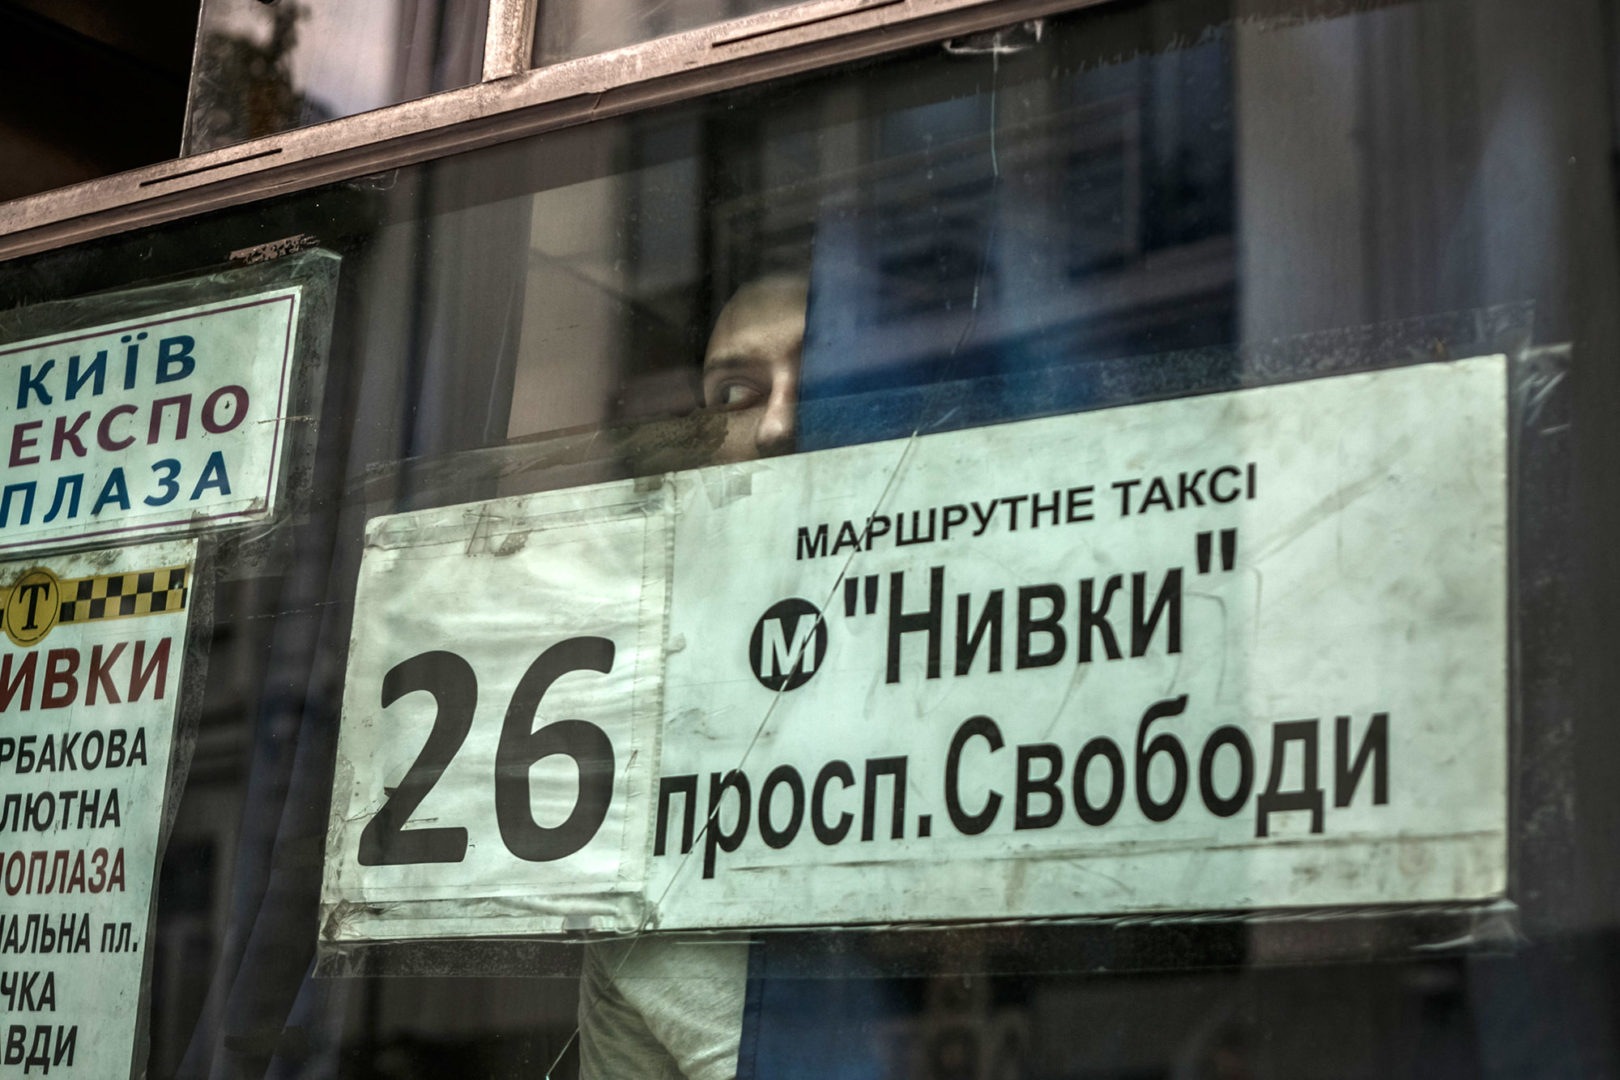 КИЇВ
ЕКСПО
ПЛАЗА
Т
ИВКИ
РБАКОВА
ЛЮТНА
ОПЛАЗА
АЛЬНА пл.
ЧКА
АВДИ
26
МАРШРУТНЕ ТАКСІ
М "Нивки"
просп.Свободи